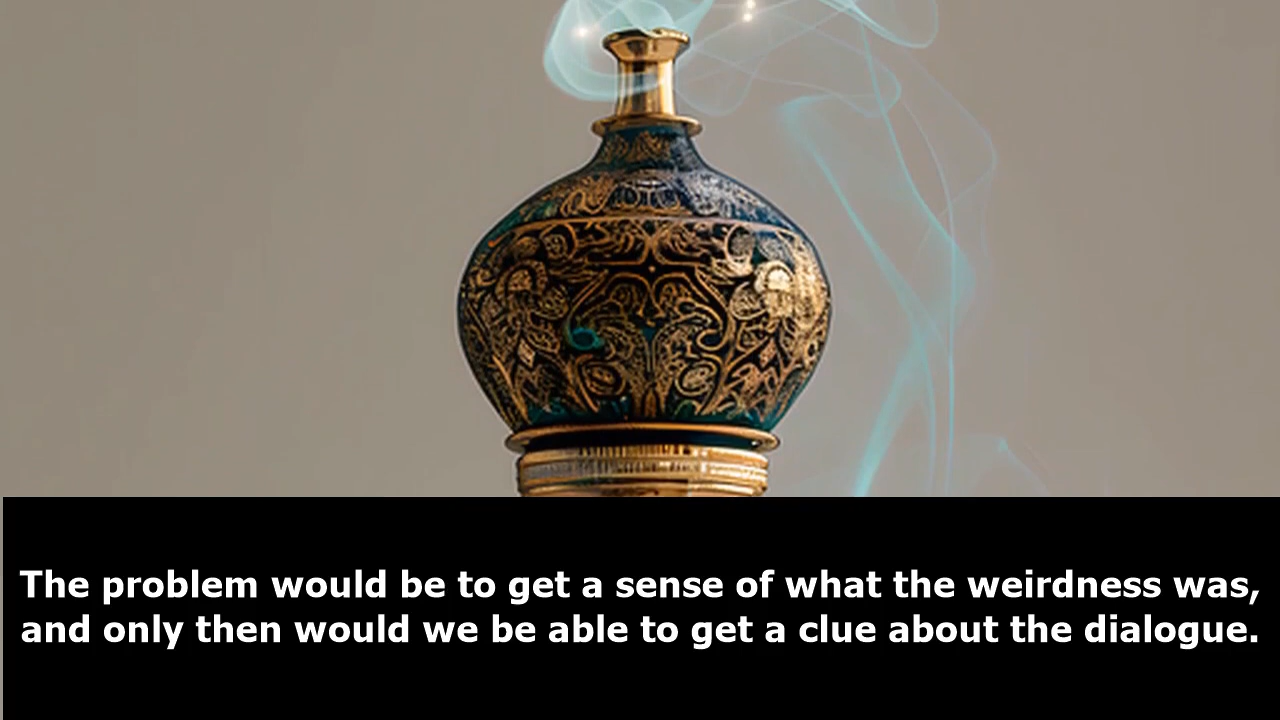 The problem would be to get a sense of what the weirdness was,
and only then would we be able to get a clue about the dialogue.